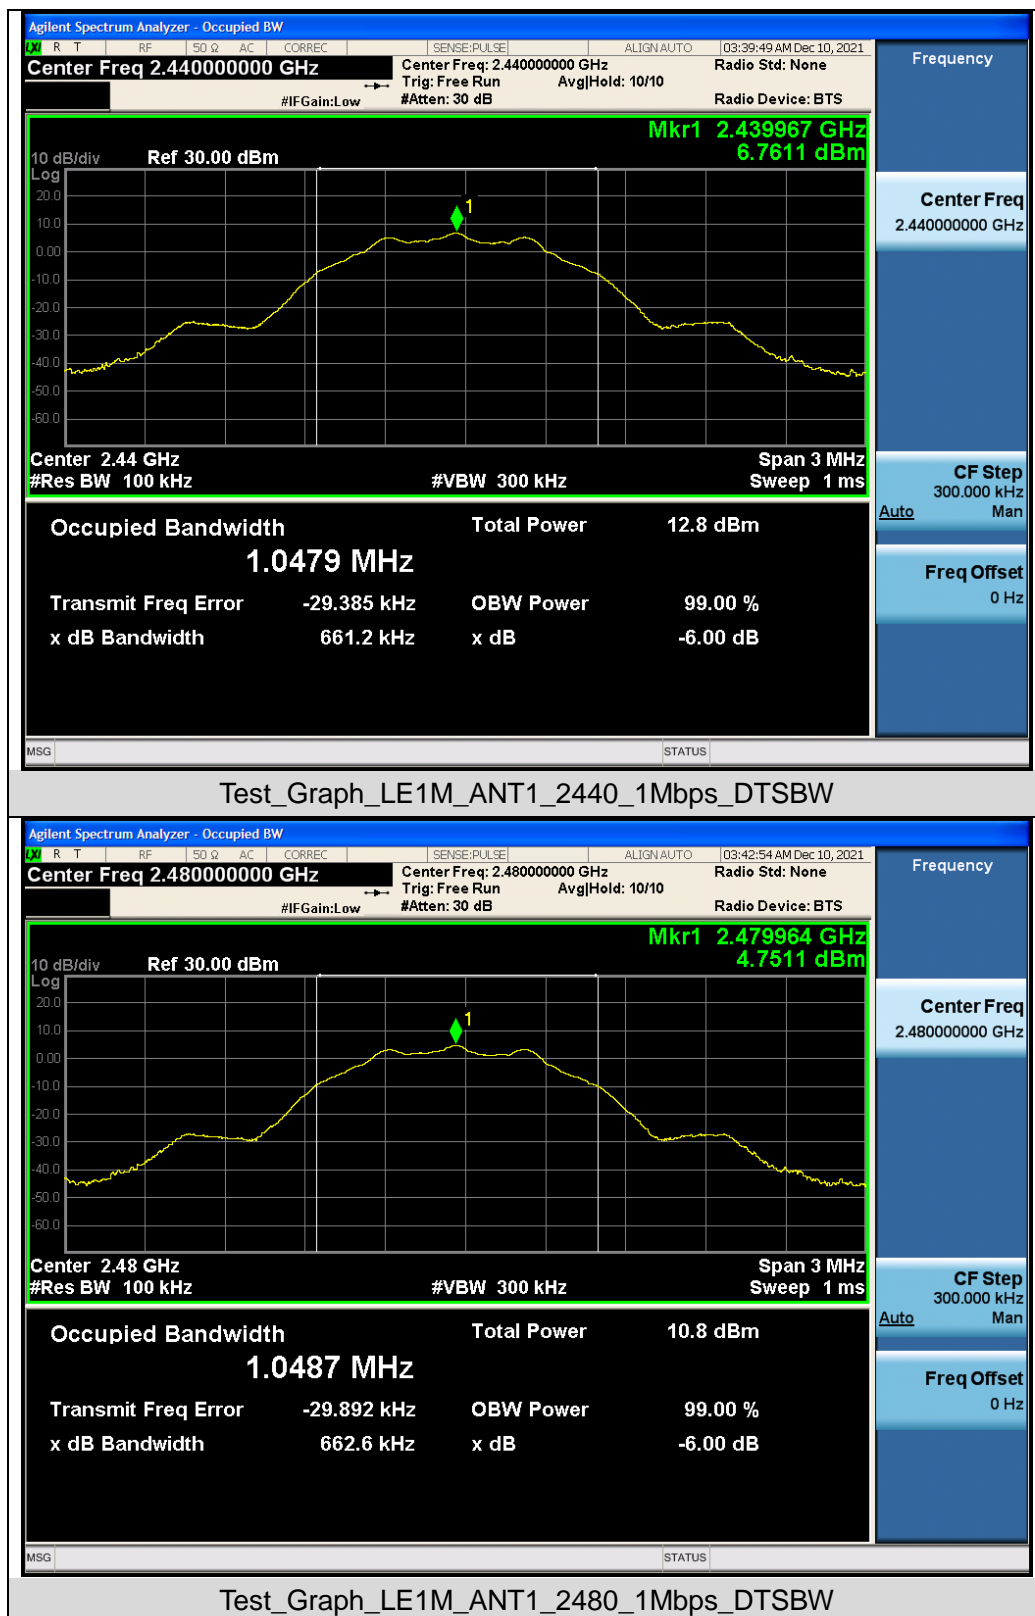 Agilent Spectrum Analyzer - Occupied BW
LXI R T RF 50 Ω AC CORREC SENSE:PULSE ALIGN AUTO 03:39:49 AM Dec 10, 2021
Center Freq 2.440000000 GHz Center Freq: 2.440000000 GHz Radio Std: None
Trig: Free Run Avg|Hold: 10/10
#IFGain:Low #Atten: 30 dB Radio Device: BTS
Frequency
Mkr1 2.439967 GHz
6.7611 dBm
10 dB/div Ref 30.00 dBm
Log
20.0
10.0
0.00
-10.0
-20.0
-30.0
-40.0
-50.0
-60.0
1
Center 2.44 GHz Span 3 MHz
#Res BW 100 kHz #VBW 300 kHz Sweep 1 ms
Occupied Bandwidth Total Power 12.8 dBm
1.0479 MHz
Transmit Freq Error -29.385 kHz OBW Power 99.00 %
x dB Bandwidth 661.2 kHz x dB -6.00 dB
Center Freq
2.440000000 GHz
CF Step
300.000 kHz
Auto Man
Freq Offset
0 Hz
MSG STATUS
Test_Graph_LE1M_ANT1_2440_1Mbps_DTSBW
Agilent Spectrum Analyzer - Occupied BW
LXI R T RF 50 Ω AC CORREC SENSE:PULSE ALIGN AUTO 03:42:54 AM Dec 10, 2021
Center Freq 2.480000000 GHz Center Freq: 2.480000000 GHz Radio Std: None
Trig: Free Run Avg|Hold: 10/10
#IFGain:Low #Atten: 30 dB Radio Device: BTS
Frequency
Mkr1 2.479964 GHz
4.7511 dBm
10 dB/div Ref 30.00 dBm
Log
20.0
10.0
0.00
-10.0
-20.0
-30.0
-40.0
-50.0
-60.0
1
Center 2.48 GHz Span 3 MHz
#Res BW 100 kHz #VBW 300 kHz Sweep 1 ms
Occupied Bandwidth Total Power 10.8 dBm
1.0487 MHz
Transmit Freq Error -29.892 kHz OBW Power 99.00 %
x dB Bandwidth 662.6 kHz x dB -6.00 dB
Center Freq
2.480000000 GHz
CF Step
300.000 kHz
Auto Man
Freq Offset
0 Hz
MSG STATUS
Test_Graph_LE1M_ANT1_2480_1Mbps_DTSBW